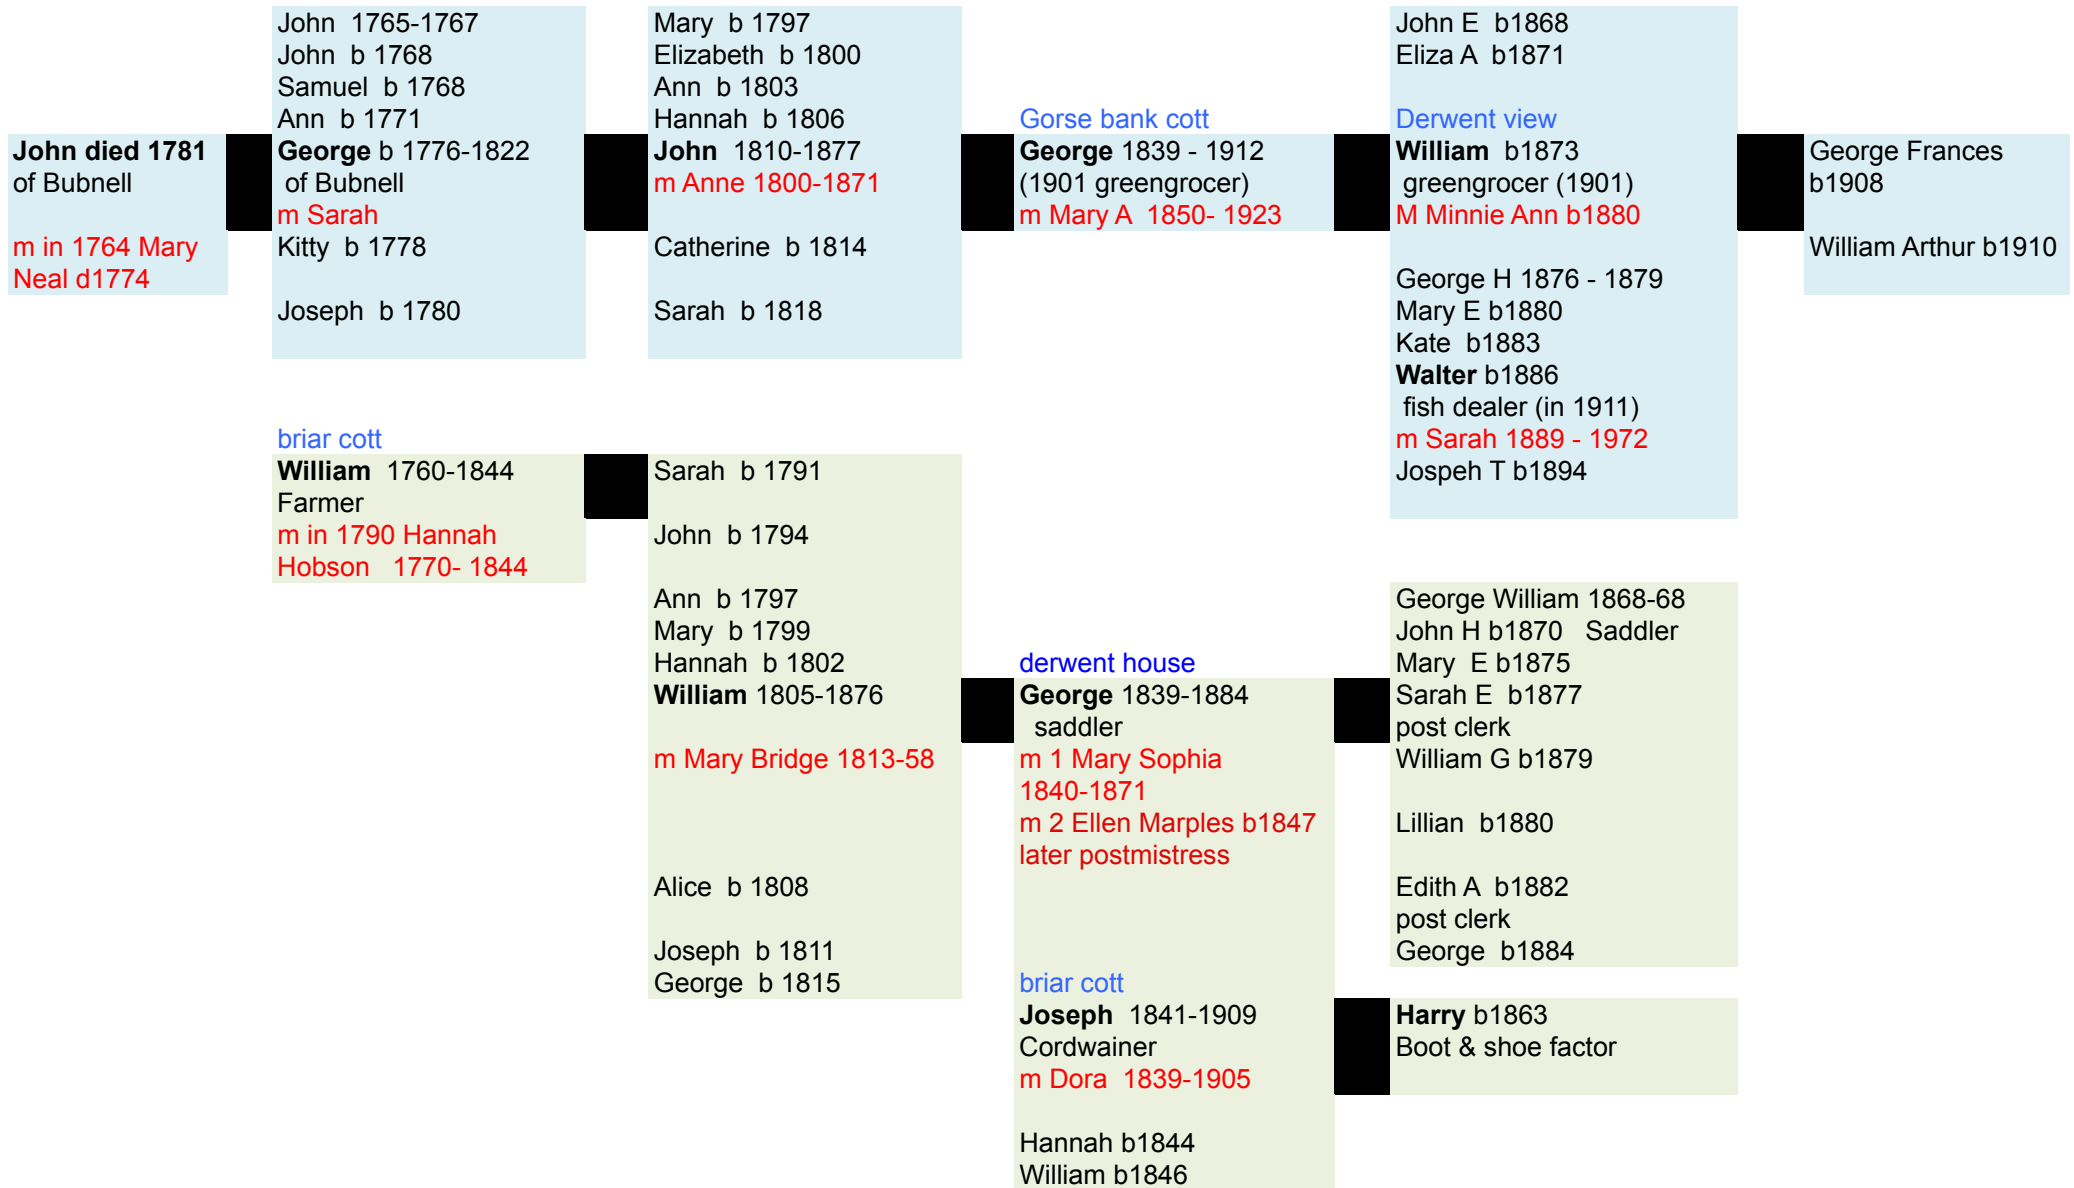 John died 1781
of Bubnell
m in 1764 Mary
Neal d1774
John 1765-1767
John b 1768
Samuel b 1768
Ann b 1771
George b 1776-1822
of Bubnell
m Sarah
Kitty b 1778
Joseph b 1780
Mary b 1797
Elizabeth b 1800
Ann b 1803
Hannah b 1806
John 1810-1877
m Anne 1800-1871
Catherine b 1814
Sarah b 1818
Gorse bank cott
George 1839 - 1912
(1901 greengrocer)
m Mary A 1850- 1923
John E b1868
Eliza A b1871
Derwent view
William b1873
greengrocer (1901)
M Minnie Ann b1880
George H 1876 - 1879
Mary E b1880
Kate b1883
Walter b1886
fish dealer (in 1911)
m Sarah 1889 - 1972
Jospeh T b1894
George Frances
b1908
William Arthur b1910
briar cott
William 1760-1844
Farmer
m in 1790 Hannah
Hobson 1770- 1844
Sarah b 1791
John b 1794
Ann b 1797
Mary b 1799
Hannah b 1802
William 1805-1876
m Mary Bridge 1813-58
Alice b 1808
Joseph b 1811
George b 1815
derwent house
George 1839-1884
saddler
m 1 Mary Sophia
1840-1871
m 2 Ellen Marples b1847
later postmistress
briar cott
Joseph 1841-1909
Cordwainer
m Dora 1839-1905
Hannah b1844
William b1846
George William 1868-68
John H b1870 Saddler
Mary E b1875
Sarah E b1877
post clerk
William G b1879
Lillian b1880
Edith A b1882
post clerk
George b1884
Harry b1863
Boot & shoe factor